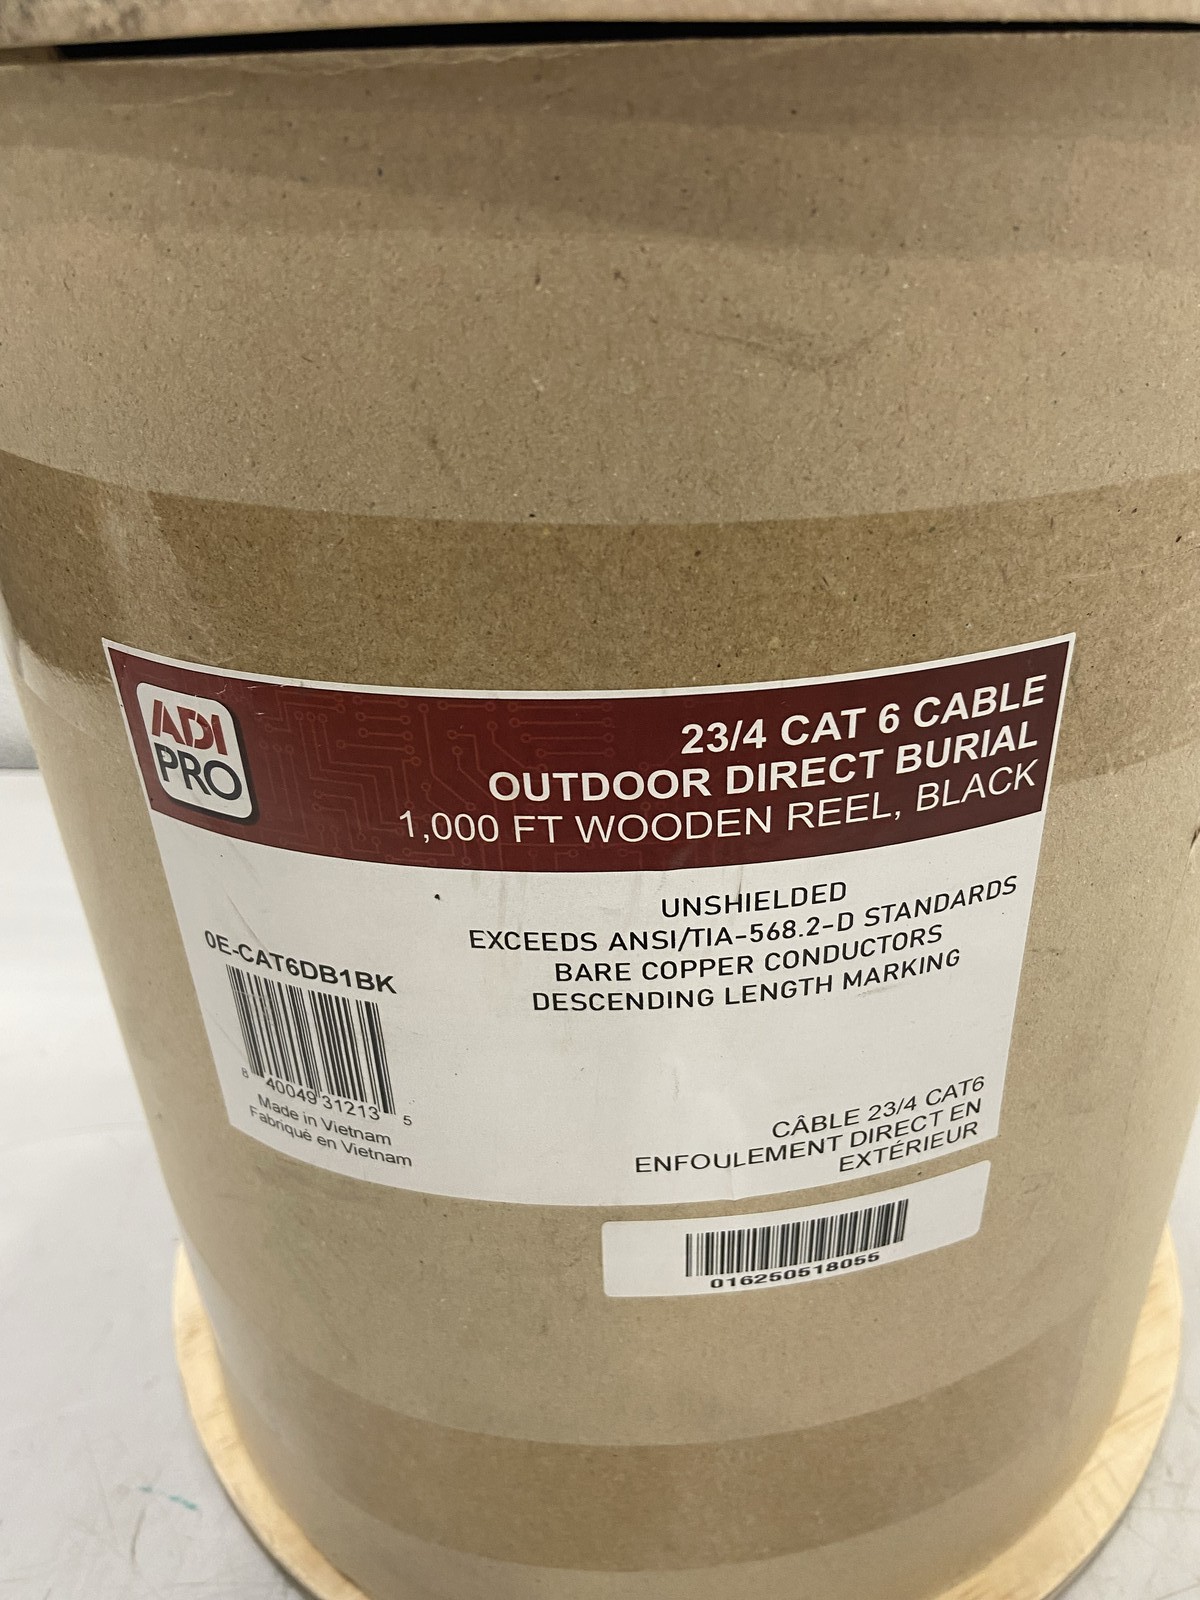 ADI
PRO
23/4 CAT 6 CABLE
OUTDOOR DIRECT BURIAL
1,000 FT WOODEN REEL, BLACK
UNSHIELDED
EXCEEDS ANSI/TIA-568.2-D STANDARDS
BARE COPPER CONDUCTORS
DESCENDING LENGTH MARKING
0E-CAT6DB1BK
8 40049 31213 5
Made in Vietnam
Fabriqué en Vietnam
CÂBLE 23/4 CAT6
ENFOULEMENT DIRECT EN
EXTÉRIEUR
016250518055